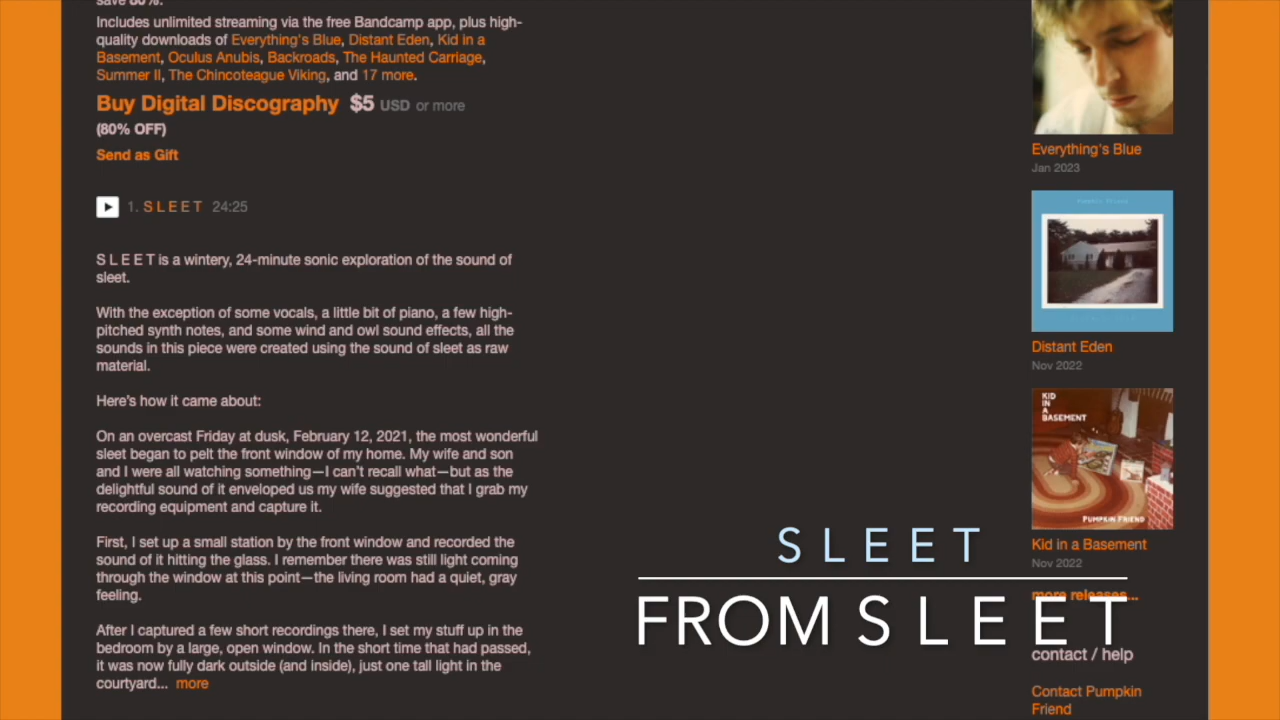 save 80%.
Includes unlimited streaming via the free Bandcamp app, plus high-
quality downloads of Everything's Blue, Distant Eden, Kid in a
Basement, Oculus Anubis, Backroads, The Haunted Carriage,
Summer II, The Chincoteague Viking, and 17 more.
Buy Digital Discography $5 USD or more
(80% OFF)
Send as Gift
1. S L E E T 24:25
S L E E T is a wintery, 24-minute sonic exploration of the sound of
sleet.
With the exception of some vocals, a little bit of piano, a few high-
pitched synth notes, and some wind and owl sound effects, all the
sounds in this piece were created using the sound of sleet as raw
material.
Here's how it came about:
On an overcast Friday at dusk, February 12, 2021, the most wonderful
sleet began to pelt the front window of my home. My wife and son
and I were all watching something—I can't recall what—but as the
delightful sound of it enveloped us my wife suggested that I grab my
recording equipment and capture it.
First, I set up a small station by the front window and recorded the
sound of it hitting the glass. I remember there was still light coming
through the window at this point—the living room had a quiet, gray
feeling.
After I captured a few short recordings there, I set my stuff up in the
bedroom by a large, open window. In the short time that had passed,
it was now fully dark outside (and inside), just one tall light in the
courtyard... more
Everything's Blue
Jan 2023
Pumpkin Friend
Distant Eden
Nov 2022
KID
IN
A
BASEMENT
PUMPKIN FRIEND
Kid in a Basement
Nov 2022
more releases...
contact / help
Contact Pumpkin
Friend
S L E E T
FROM S L E E T